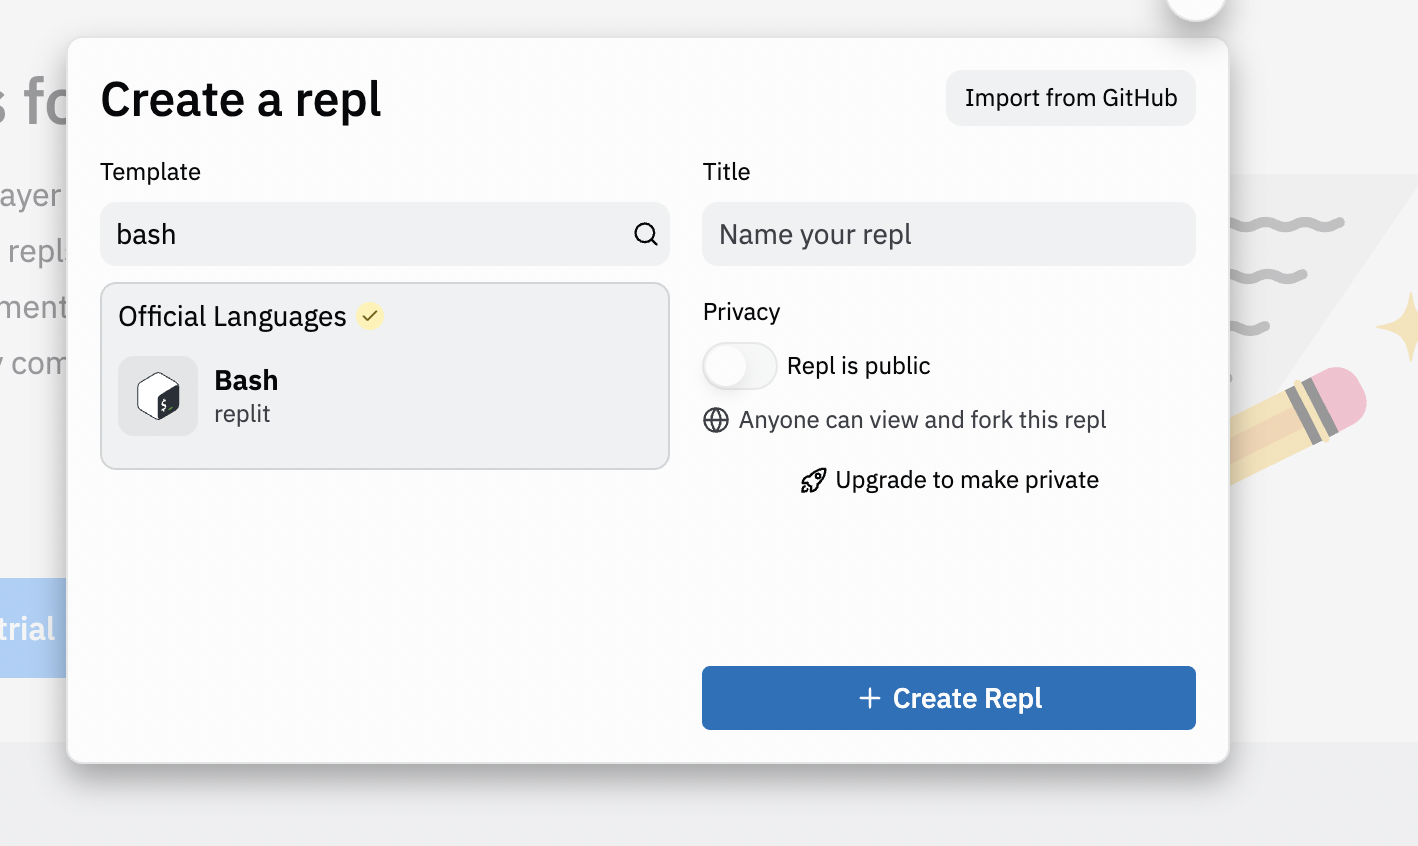 Create a repl
Import from GitHub
Template
bash
Official Languages
Bash
replit
$
Title
Name your repl
Privacy
Repl is public
Anyone can view and fork this repl
Upgrade to make private
+ Create Repl
s fo
ayer
repl
ment
com
trial